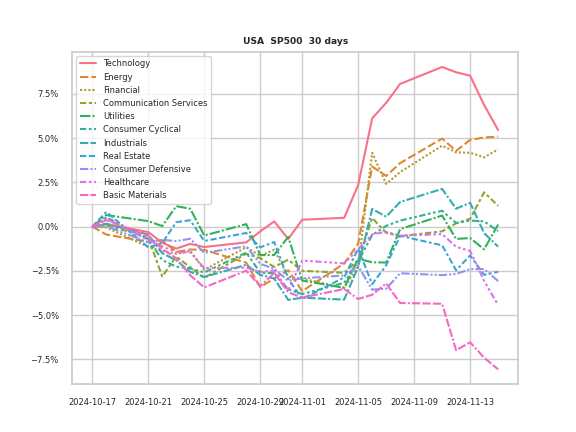 USA SP500 30 days
Technology
Energy
Financial
Communication Services
Utilities
Consumer Cyclical
Industrials
Real Estate
Consumer Defensive
Healthcare
Basic Materials
7.5%
5.0%
2.5%
0.0%
−2.5%
−5.0%
−7.5%
2024-10-17 2024-10-21 2024-10-25 2024-10-29 2024-11-01 2024-11-05 2024-11-09 2024-11-13